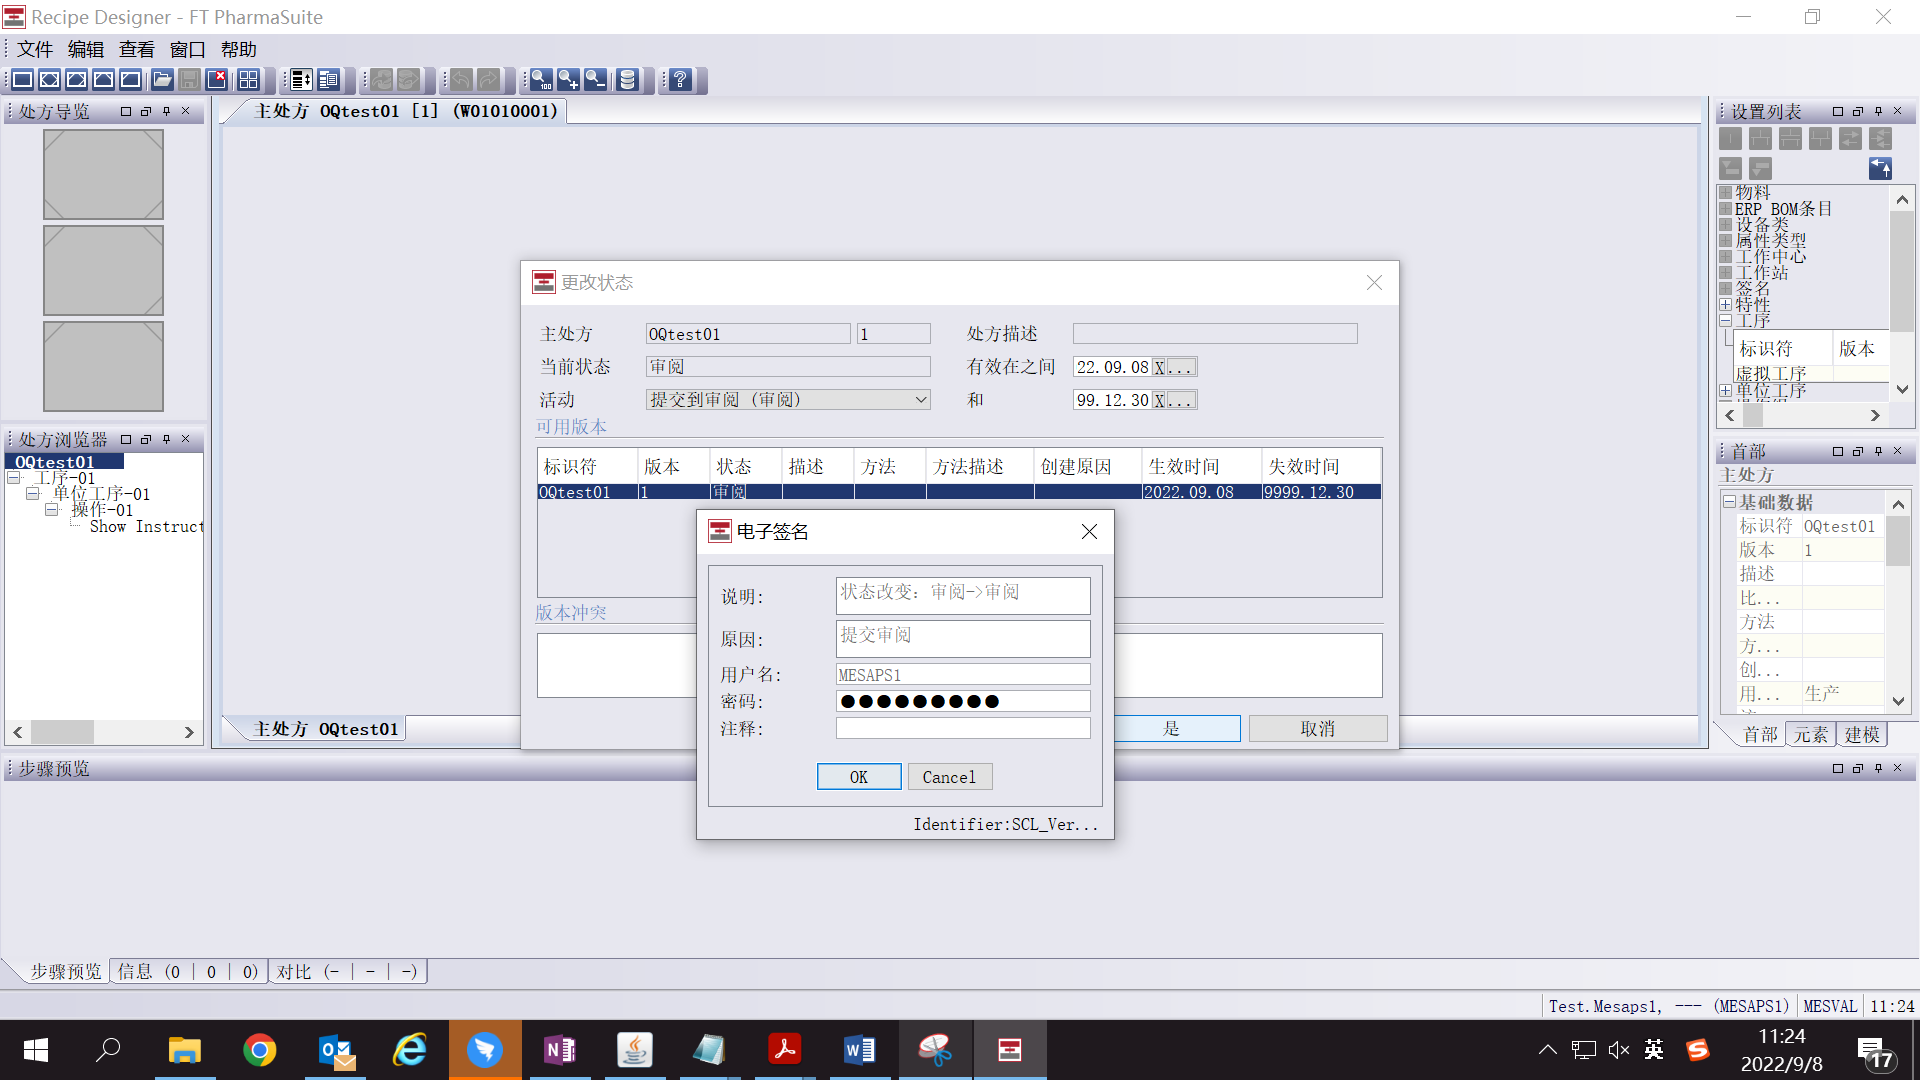 Recipe Designer - FT PharmaSuite
文件 编辑 查看 窗口 帮助
处方导览
主处方 OQtest01 [1] (W01010001)
设置列表
物料
ERP BOM条目
设备类
属性类型
工作中心
工作站
签名
特性
工序
标识符 版本
虚拟工序
单位工序
处方浏览器
OQtest01
工序-01
单位工序-01
操作-01
Show Instruct
更改状态
主处方 OQtest01 1 处方描述
当前状态 审阅 有效在之间 22.09.08 X ...
活动 提交到审阅 (审阅) 和 99.12.30 X ...
可用版本
标识符 版本 状态 描述 方法 方法描述 创建原因 生效时间 失效时间
OQtest01 1 审阅 2022.09.08 9999.12.30
版本冲突
是 取消
电子签名
说明: 状态改变: 审阅->审阅
原因: 提交审阅
用户名: MESAPS1
密码: ●●●●●●●●●
注释:
OK Cancel
Identifier:SCL_Ver...
首部
主处方
基础数据
标识符 OQtest01
版本 1
描述
比...
方法
方...
创...
用... 生产
首部 元素 建模
主处方 OQtest01
步骤预览
步骤预览 信息 (0 | 0 | 0) 对比 (- | - | -)
Test.Mesaps1, --- (MESAPS1) MESVAL 11:24
英
11:24
2022/9/8
17